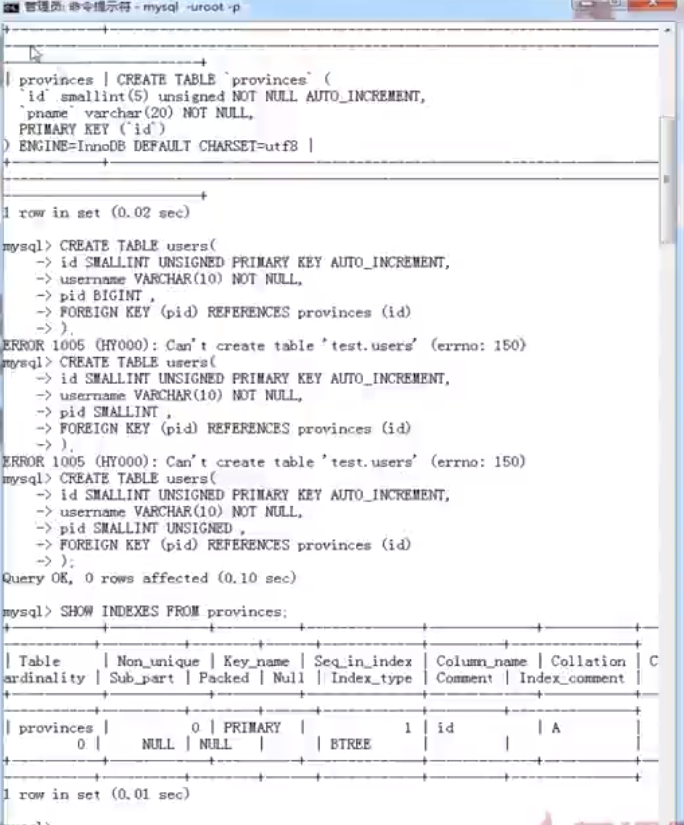 管理员: 命令提示符 - mysql -uroot -p
| provinces | CREATE TABLE `provinces` (
`id` smallint(5) unsigned NOT NULL AUTO_INCREMENT,
`pname` varchar(20) NOT NULL,
PRIMARY KEY (`id`)
) ENGINE=InnoDB DEFAULT CHARSET=utf8 |
1 row in set (0.02 sec)
mysql> CREATE TABLE users(
-> id SMALLINT UNSIGNED PRIMARY KEY AUTO_INCREMENT,
-> username VARCHAR(10) NOT NULL,
-> pid BIGINT ,
-> FOREIGN KEY (pid) REFERENCES provinces (id)
-> );
ERROR 1005 (HY000): Can't create table 'test.users' (errno: 150)
mysql> CREATE TABLE users(
-> id SMALLINT UNSIGNED PRIMARY KEY AUTO_INCREMENT,
-> username VARCHAR(10) NOT NULL,
-> pid SMALLINT ,
-> FOREIGN KEY (pid) REFERENCES provinces (id)
-> );
ERROR 1005 (HY000): Can't create table 'test.users' (errno: 150)
mysql> CREATE TABLE users(
-> id SMALLINT UNSIGNED PRIMARY KEY AUTO_INCREMENT,
-> username VARCHAR(10) NOT NULL,
-> pid SMALLINT UNSIGNED ,
-> FOREIGN KEY (pid) REFERENCES provinces (id)
-> );
Query OK, 0 rows affected (0.10 sec)
mysql> SHOW INDEXES FROM provinces;
| Table | Non_unique | Key_name | Seq_in_index | Column_name | Collation | C
ardinality | Sub_part | Packed | Null | Index_type | Comment | Index_comment |
| provinces | 0 | PRIMARY | 1 | id | A |
0 | NULL | NULL | | BTREE | | |
1 row in set (0.01 sec)